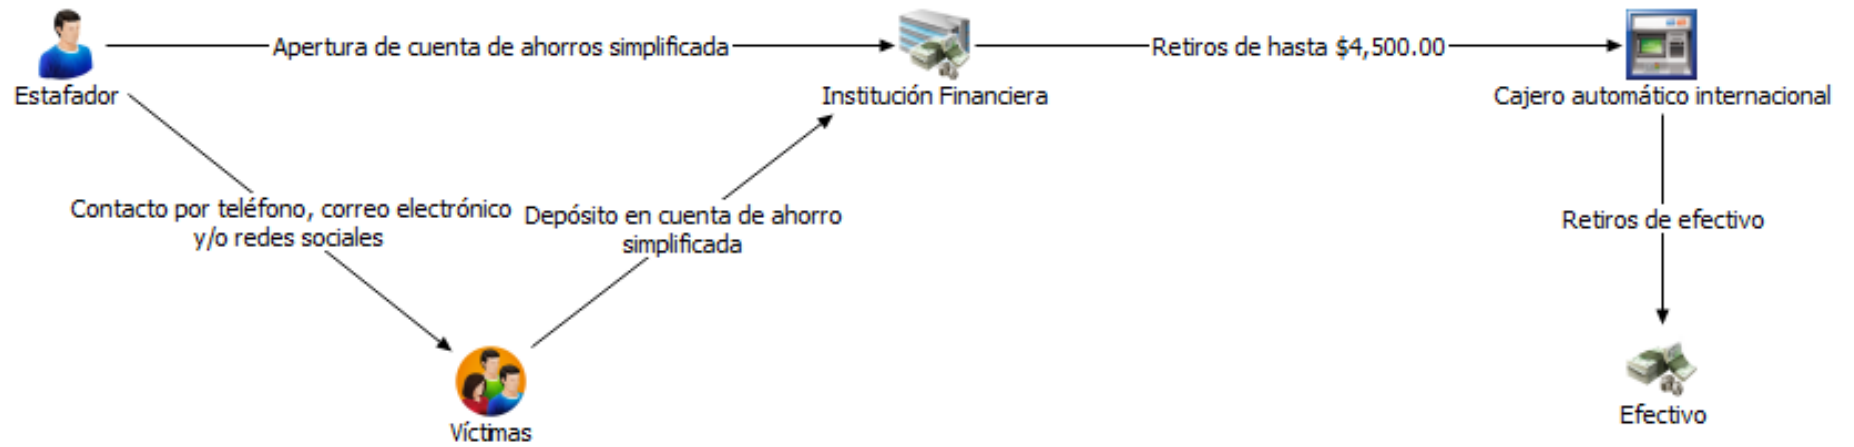 Apertura de cuenta de ahorros simplificada
Retiros de hasta $4,500.00
Estafador
Institución Financiera
Cajero automático internacional
Contacto por teléfono, correo electrónico
y/o redes sociales
Depósito en cuenta de ahorro
simplificada
Retiros de efectivo
Efectivo
Víctimas